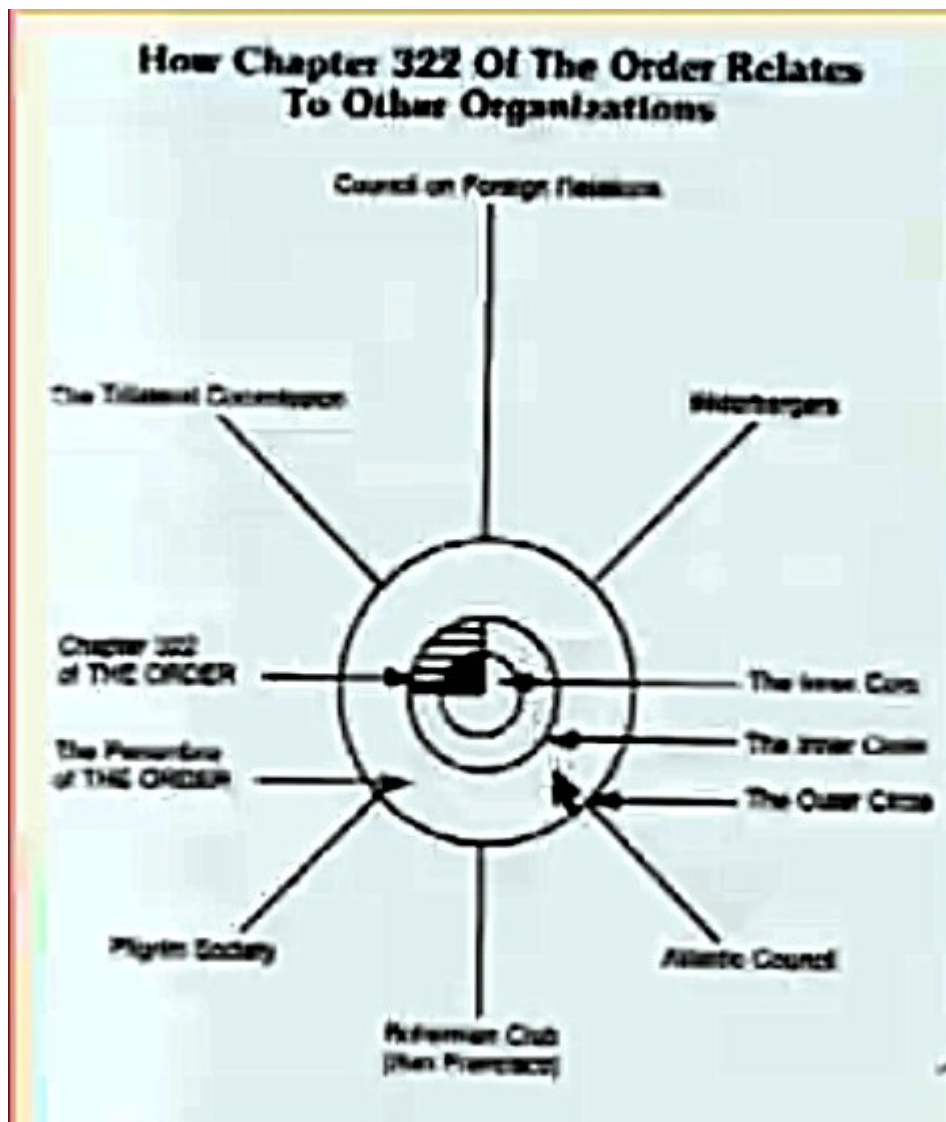 How Chapter 322 Of The Order Relates
To Other Organizations
Council on Foreign Relations
The Trilateral Commission
Bilderbergers
Chapter 322
of THE ORDER
The Inner Core
The
of THE ORDER
The Inner Circle
The Outer Circle
Pilgrim Society
Atlantic Council
Bohemian Club
(San Francisco)